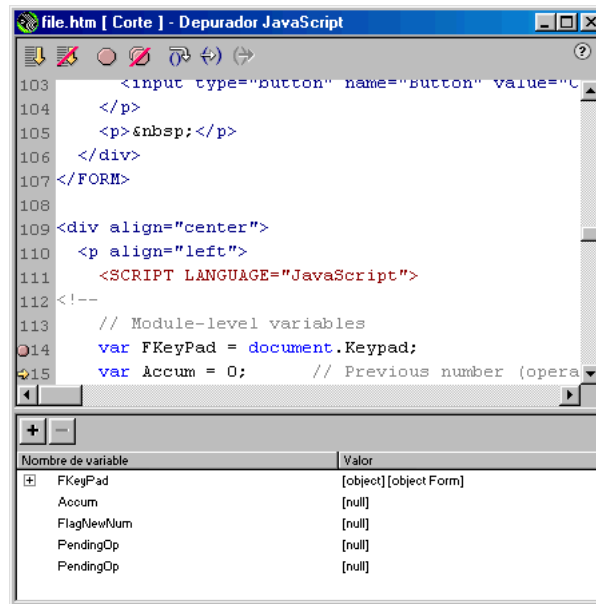 file.htm [ Corte ] - Depurador JavaScript
?
103 <input type="button" name="Button" value="C
104 </p>
105 <p>&nbsp;</p>
106 </div>
107 </FORM>
108
109 <div align="center">
110 <p align="left">
111 <SCRIPT LANGUAGE="JavaScript">
112 <!--
113 // Module-level variables
14 var FKeyPad = document.Keypad;
15 var Accum = 0; // Previous number (opera
+ −
Nombre de variable Valor
+ FKeyPad [object] [object Form]
Accum [null]
FlagNewNum [null]
PendingOp [null]
PendingOp [null]